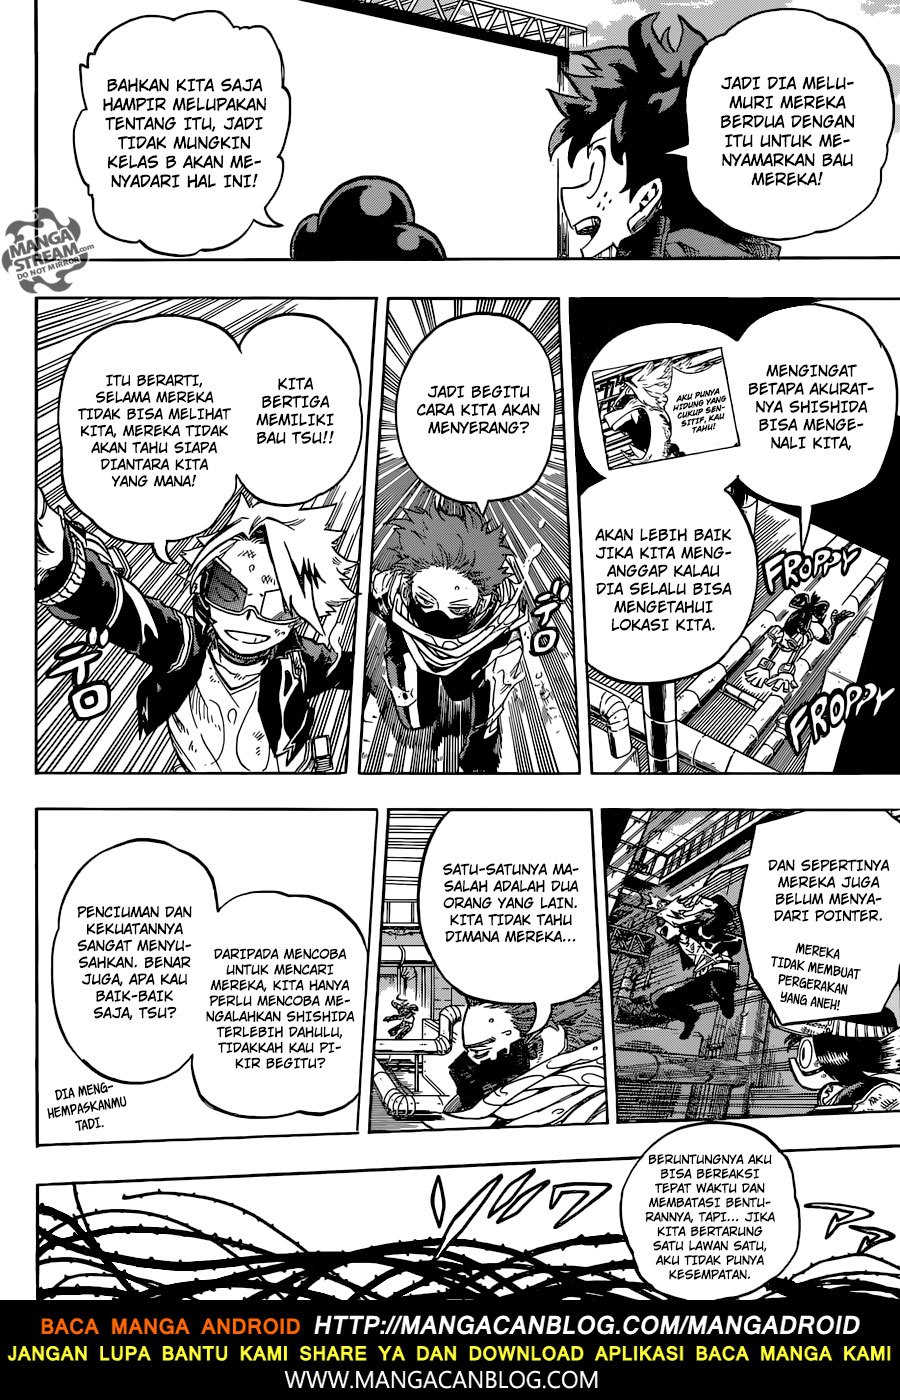 JADI DIA MELU-
MURI MEREKA
BERDUA DENGAN
ITU UNTUK ME-
NYAMARKAN BAU
MEREKA!
BAHKAN KITA SAJA
HAMPIR MELUPAKAN
TENTANG ITU, JADI
TIDAK MUNGKIN
KELAS B AKAN ME-
NYADARI HAL INI!
MANGA
STREAM.com
DO NOT MIRROR
MENGINGAT
BETAPA AKURAT-
NYA SHISHIDA
BISA MENGE-
NALI KITA,
AKU PUNYA
HIDUNG YANG
CUKUP SEN-
SITIF, KAU
TAHU!
AKAN LEBIH BAIK
JIKA KITA MENG-
ANGGAP KALAU
DIA SELALU BISA
MENGETAHUI
LOKASI KITA.
FROPPY
FROPPY
JADI BEGITU
CARA KITA AKAN
MENYERANG?
デロ
KITA
BERTIGA
MEMILIKI
BAU TSU!!
ITU BERARTI,
SELAMA MEREKA
TIDAK BISA MELIHAT
KITA, MEREKA TIDAK
AKAN TAHU SIAPA
DIANTARA KITA
YANG MANA!
デロ
DAN SEPERTINYA
MEREKA JUGA
BELUM MENYA-
DARI POINTER.
MEREKA
TIDAK MEMBUAT
PERGERAKAN
YANG ANEH!
SATU-SATUNYA MA-
SALAH ADALAH DUA
ORANG YANG LAIN.
KITA TIDAK TAHU
DIMANA MEREKA...
DARIPADA MENCOBA
UNTUK MENCARI
MEREKA, KITA HANYA
PERLU MENCOBA ME-
NGALAHKAN SHISHIDA
TERLEBIH DAHULU,
TIDAKKAH KAU PI-
KIR BEGITU?
PENCIUMAN DAN
KEKUATANNYA
SANGAT MENYU-
SAHKAN. BENAR
JUGA, APA KAU
BAIK-BAIK
SAJA, TSU?
DIA MENG-
HEMPASKANMU
TADI.
BERUNTUNGNYA AKU
BISA BEREAKSI
TEPAT WAKTU DAN
MEMBATASI BENTU-
RANNYA, TAPI... JIKA
KITA BERTARUNG
SATU LAWAN SATU,
AKU TIDAK PUNYA
KESEMPATAN.
BACA MANGA ANDROID HTTP://MANGACANBLOG.COM/MANGADROID
JANGAN LUPA BANTU KAMI SHARE YA DAN DOWNLOAD APLIKASI BACA MANGA KAMI
WWW.MANGACANBLOG.COM